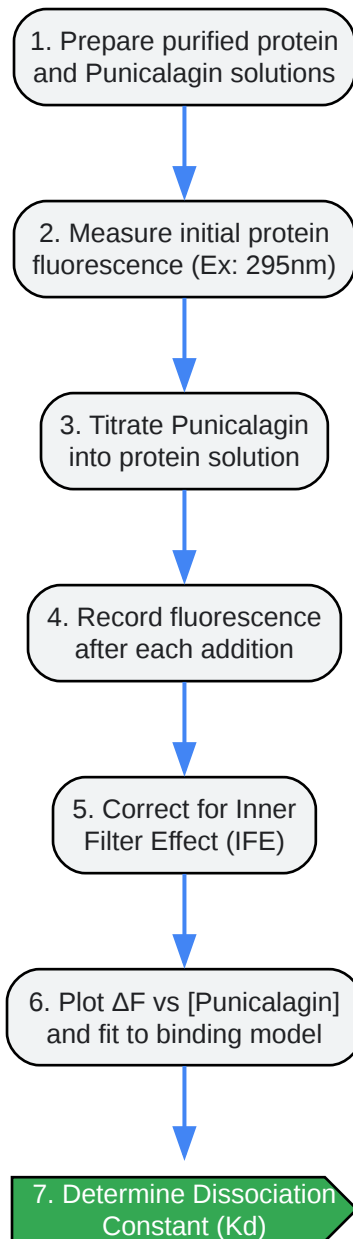 1. Prepare purified protein
and Punicalagin solutions
2. Measure initial protein
fluorescence (Ex: 295nm)
3. Titrate Punicalagin
into protein solution
4. Record fluorescence
after each addition
5. Correct for Inner
Filter Effect (IFE)
6. Plot ΔF vs [Punicalagin]
and fit to binding model
7. Determine Dissociation
Constant (Kd)